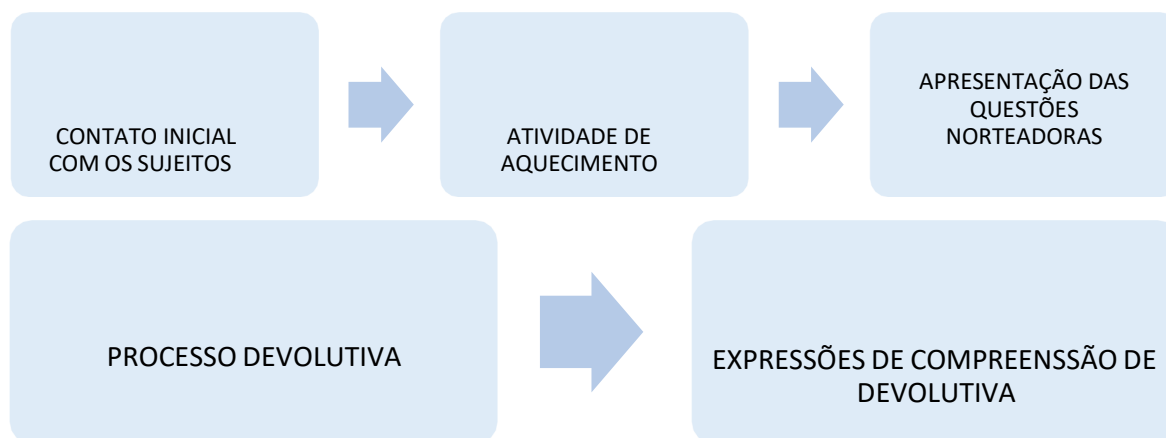 CONTATO INICIAL
COM OS SUJEITOS
ATIVIDADE DE
AQUECIMENTO
APRESENTAÇÃO DAS
QUESTÕES
NORTEADORAS
PROCESSO DEVOLUTIVA
EXPRESSÕES DE COMPREENSSÃO DE
DEVOLUTIVA